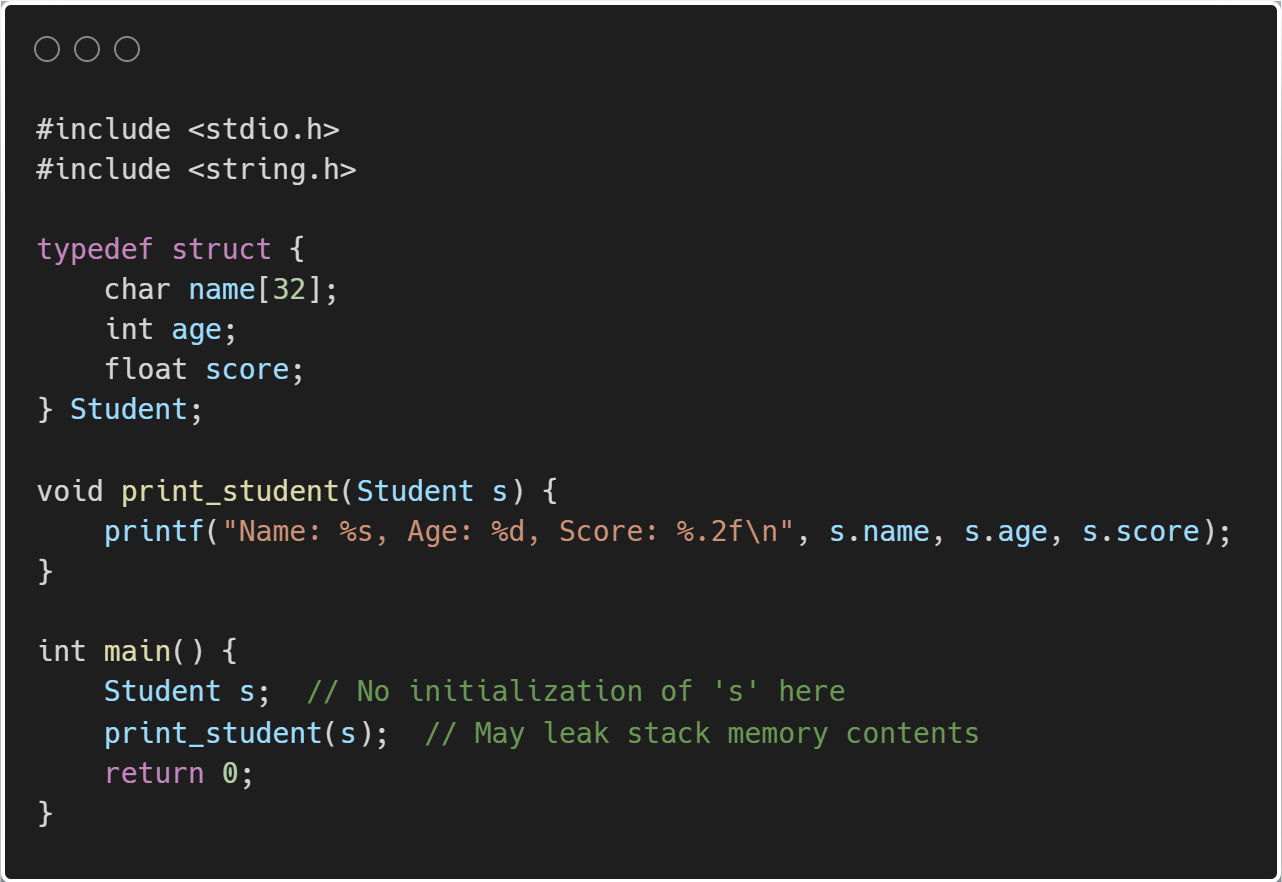 #include <stdio.h>
#include <string.h>

typedef struct {
    char name[32];
    int age;
    float score;
} Student;

void print_student(Student s) {
    printf("Name: %s, Age: %d, Score: %.2f\n", s.name, s.age, s.score);
}

int main() {
    Student s;  // No initialization of 's' here
    print_student(s);  // May leak stack memory contents
    return 0;
}